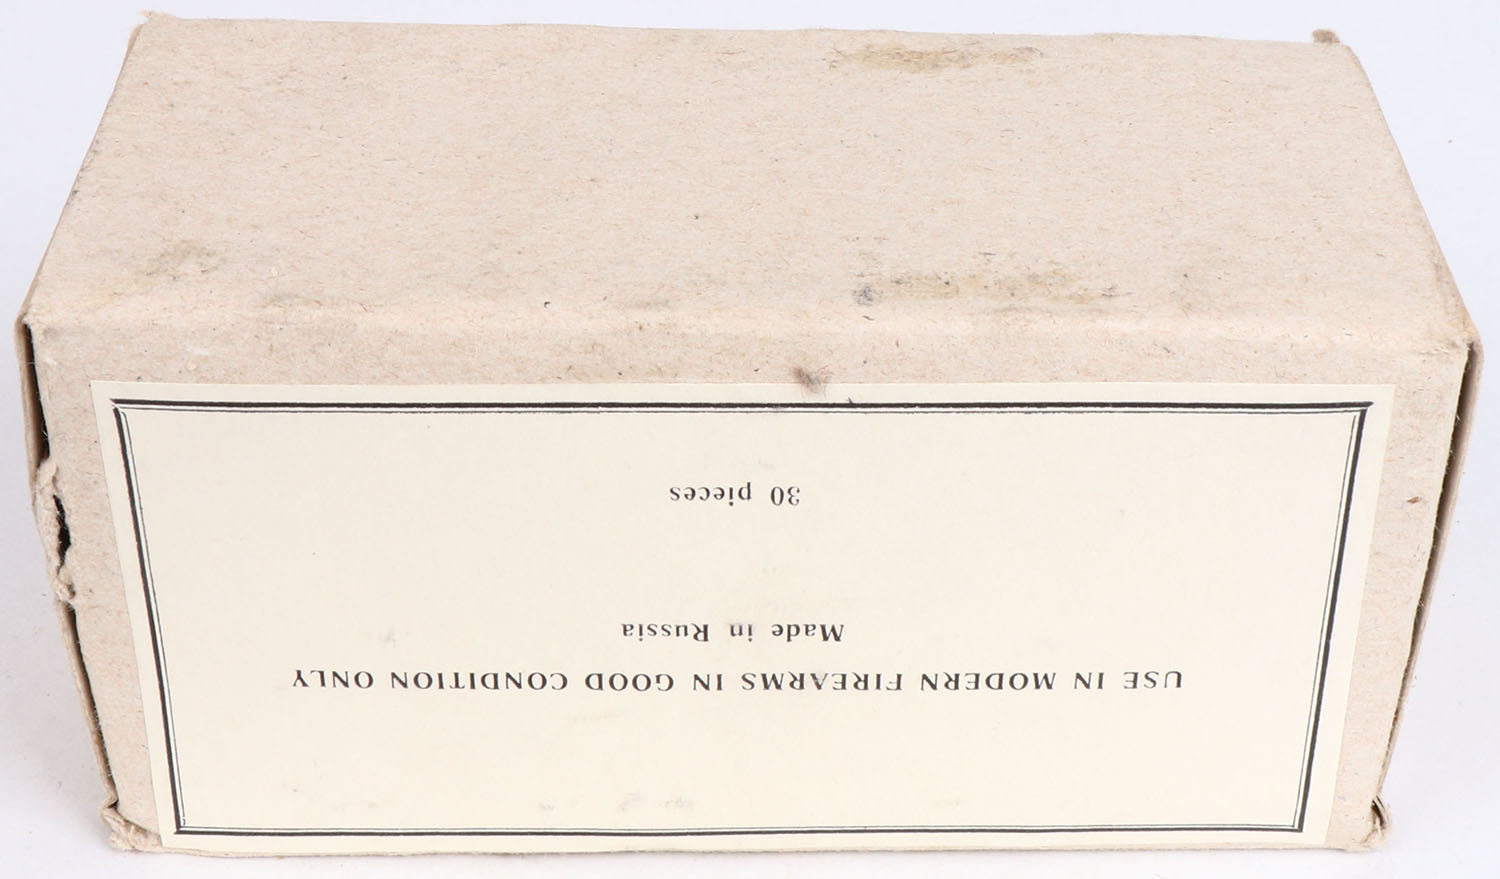 USE IN MODERN FIREARMS IN GOOD CONDITION ONLY
Made in Russia
30 pieces